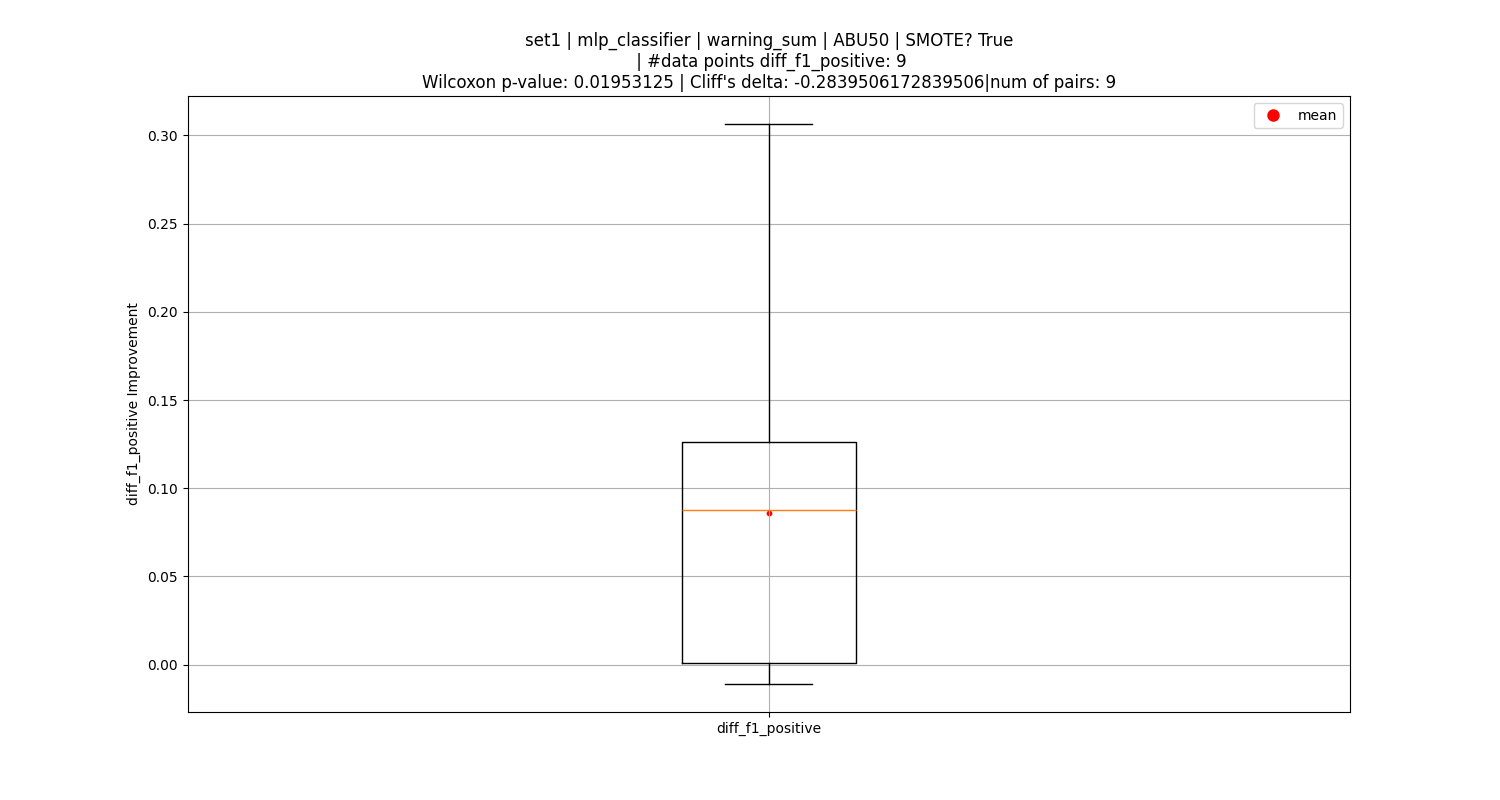 set1 | mlp_classifier | warning_sum | ABU50 | SMOTE? True
| #data points diff_f1_positive: 9
Wilcoxon p-value: 0.01953125 | Cliff's delta: -0.2839506172839506|num of pairs: 9
mean
0.30
0.25
0.20
0.15
0.10
0.05
0.00
diff_f1_positive Improvement
diff_f1_positive